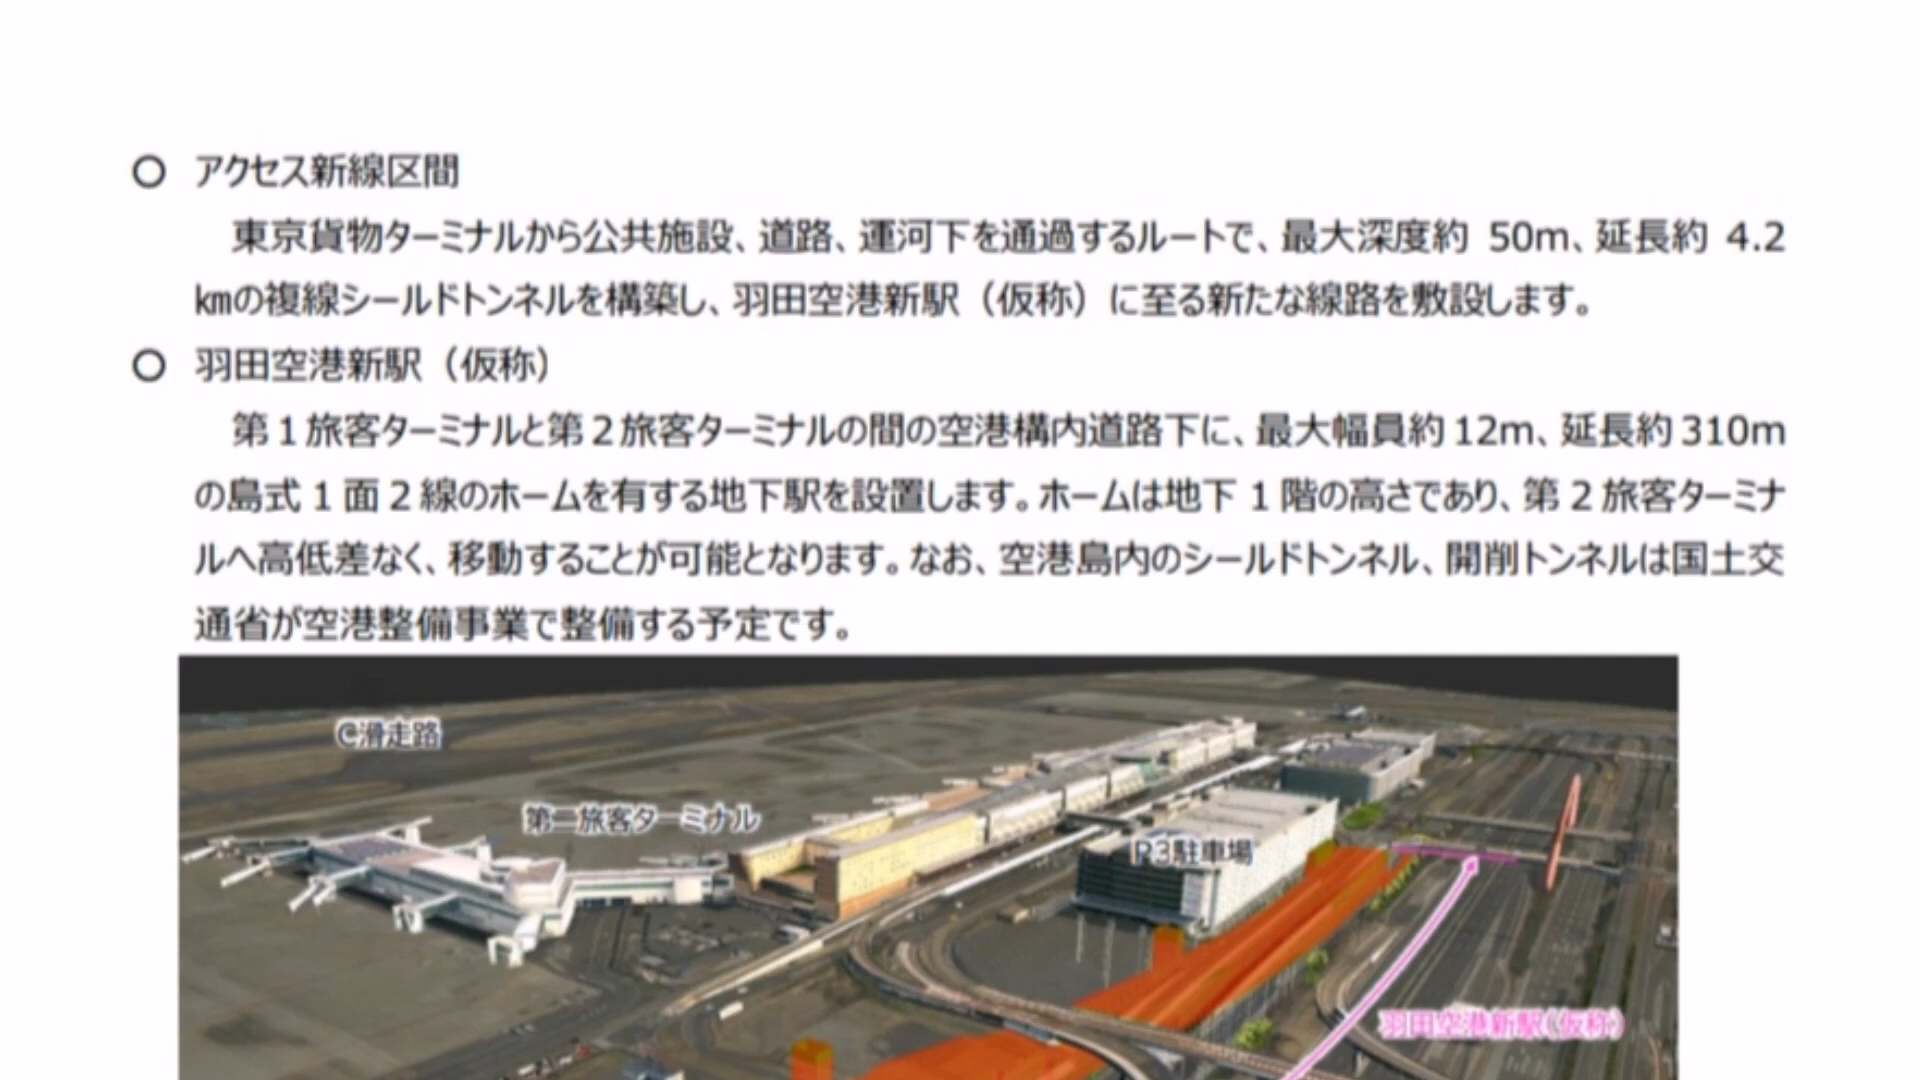 ○ アクセス新線区間
東京貨物ターミナルから公共施設、道路、運河下を通過するルートで、最大深度約 50m、延長約 4.2
㎞の複線シールドトンネルを構築し、羽田空港新駅（仮称）に至る新たな線路を敷設します。
○ 羽田空港新駅（仮称）
第1旅客ターミナルと第2旅客ターミナルの間の空港構内道路下に、最大幅員約12m、延長約310m
の島式1面2線のホームを有する地下駅を設置します。ホームは地下1階の高さであり、第2旅客ターミナ
ルへ高低差なく、移動することが可能となります。なお、空港島内のシールドトンネル、開削トンネルは国土交
通省が空港整備事業で整備する予定です。
C滑走路
第二旅客ターミナル
P3駐車場
羽田空港新駅（仮称）